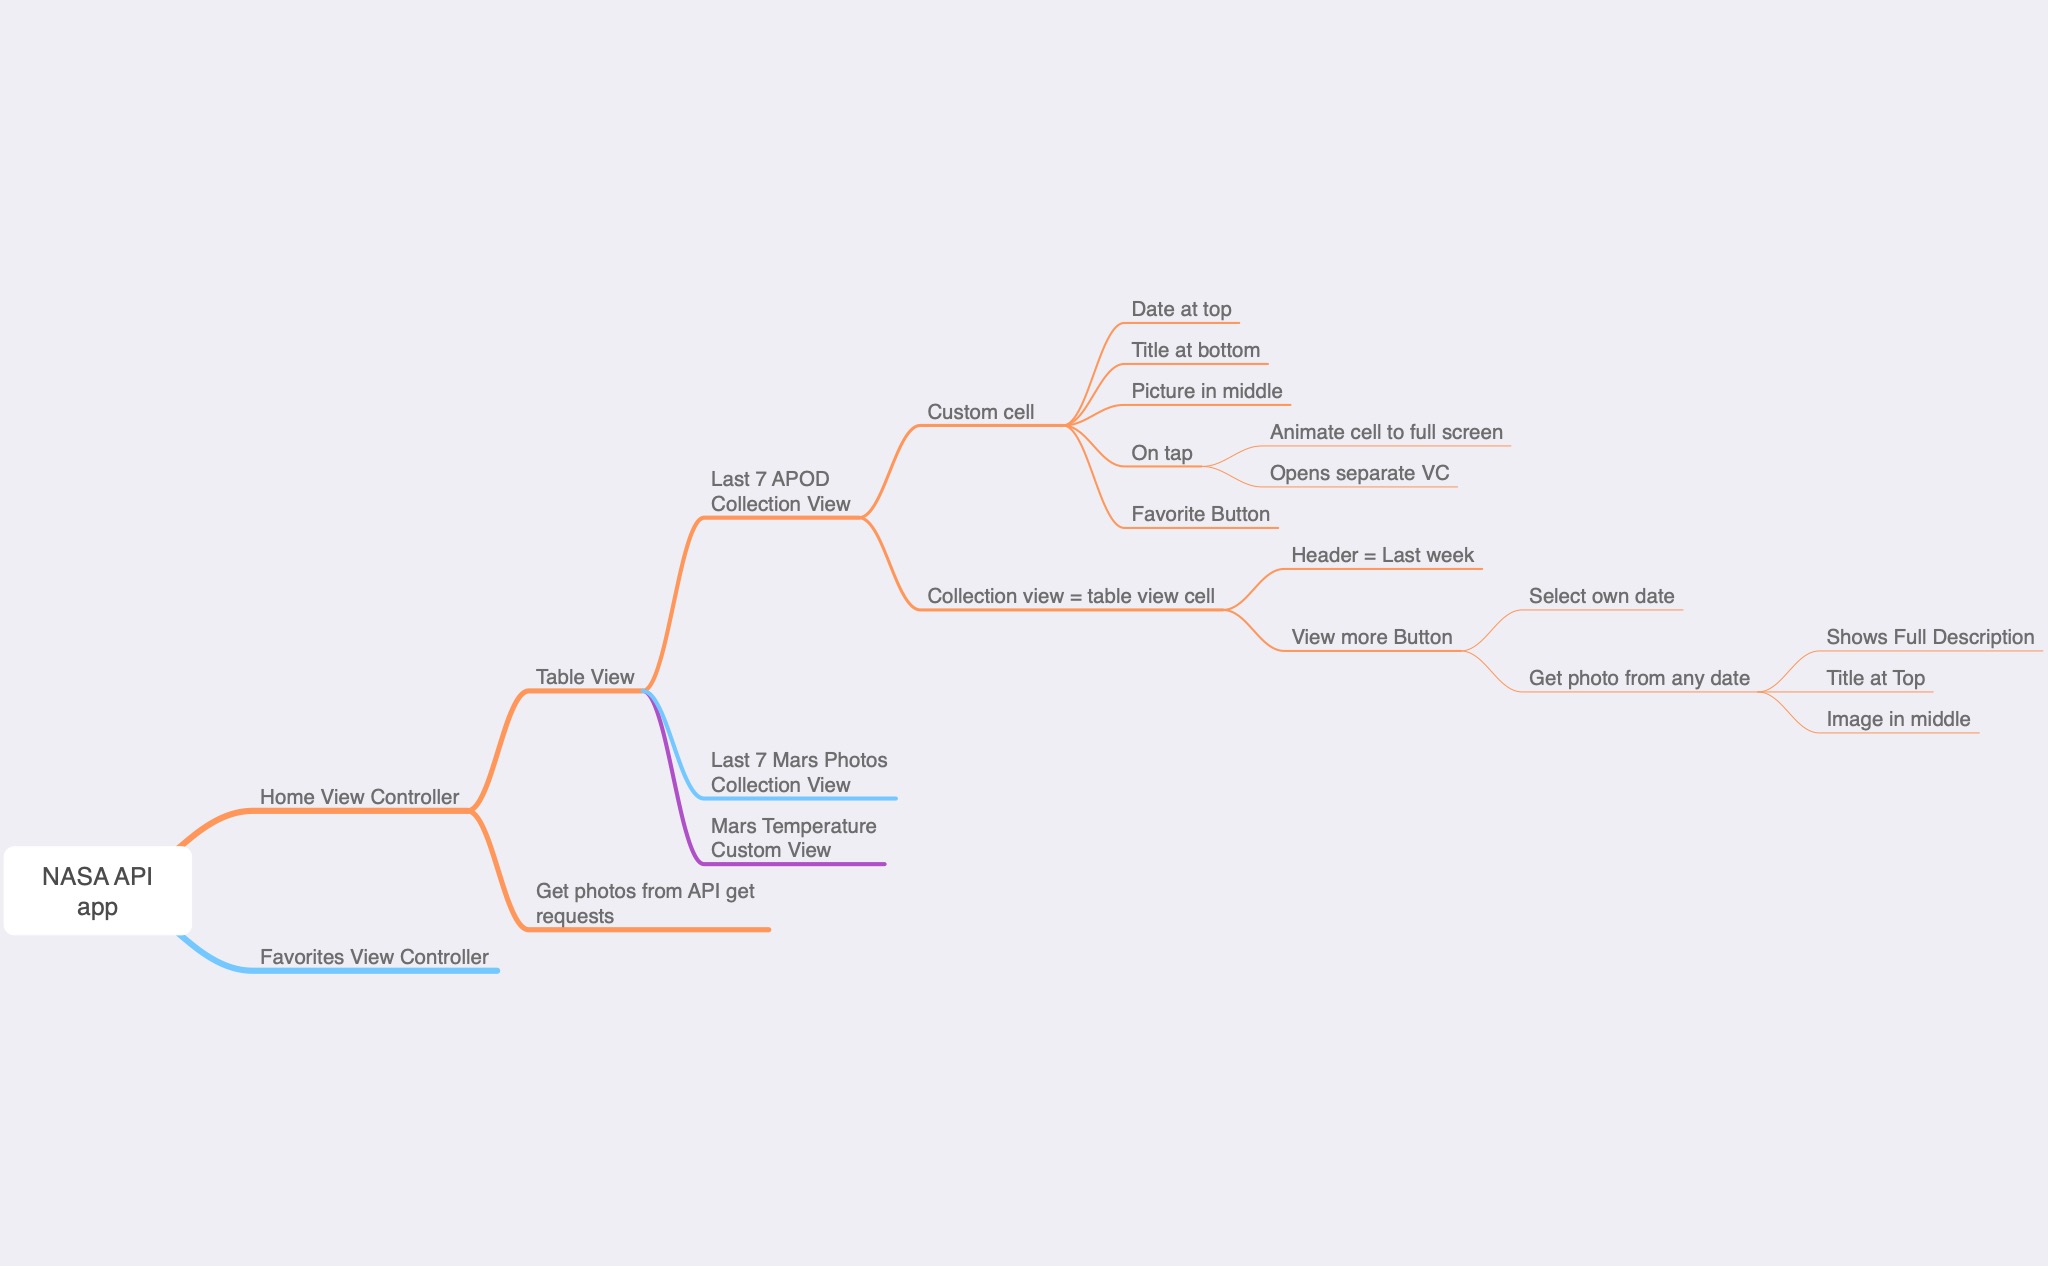 NASA API
app
Home View Controller
Table View
Last 7 APOD
Collection View
Custom cell
Date at top
Title at bottom
Picture in middle
On tap
Animate cell to full screen
Opens separate VC
Favorite Button
Collection view = table view cell
Header = Last week
View more Button
Select own date
Get photo from any date
Shows Full Description
Title at Top
Image in middle
Last 7 Mars Photos
Collection View
Mars Temperature
Custom View
Get photos from API get
requests
Favorites View Controller